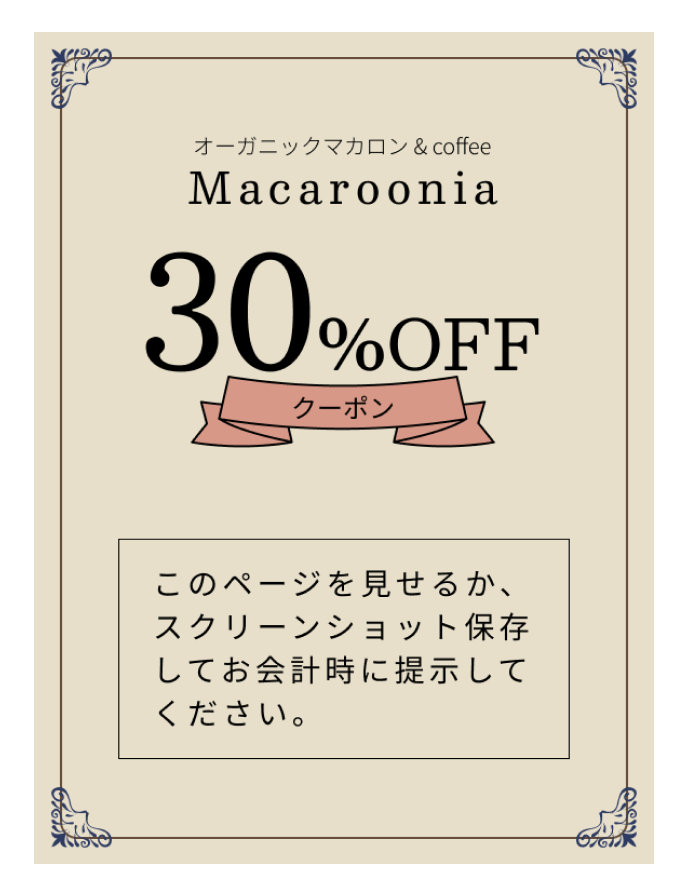 オーガニックマカロン & coffee
Macaroonia
30%OFF
クーポン
このページを見せるか、
スクリーンショット保存
してお会計時に提示して
ください。